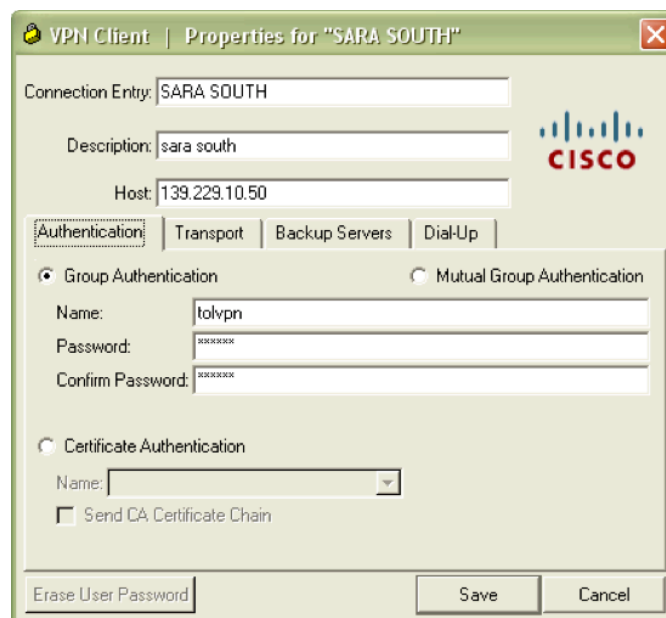 VPN Client | Properties for "SARA SOUTH"
Connection Entry: SARA SOUTH
Description: sara south
Host: 139.229.10.50
CISCO
Authentication Transport Backup Servers Dial-Up
Group Authentication Mutual Group Authentication
Name: tolvpn
Password: ******
Confirm Password: ******
Certificate Authentication
Name:
Send CA Certificate Chain
Erase User Password Save Cancel